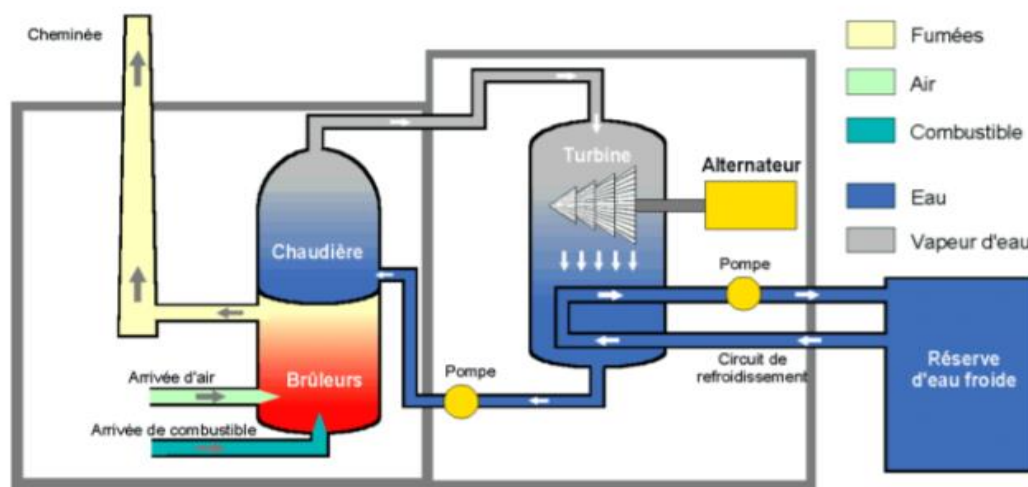 Cheminée
Fumées
Air
Combustible
Eau
Vapeur d'eau
Turbine
Alternateur
Chaudière
Pompe
Brûleurs
Arrivée d'air
Arrivée de combustible
Pompe
Circuit de
refroidissement
Réserve
d'eau froide